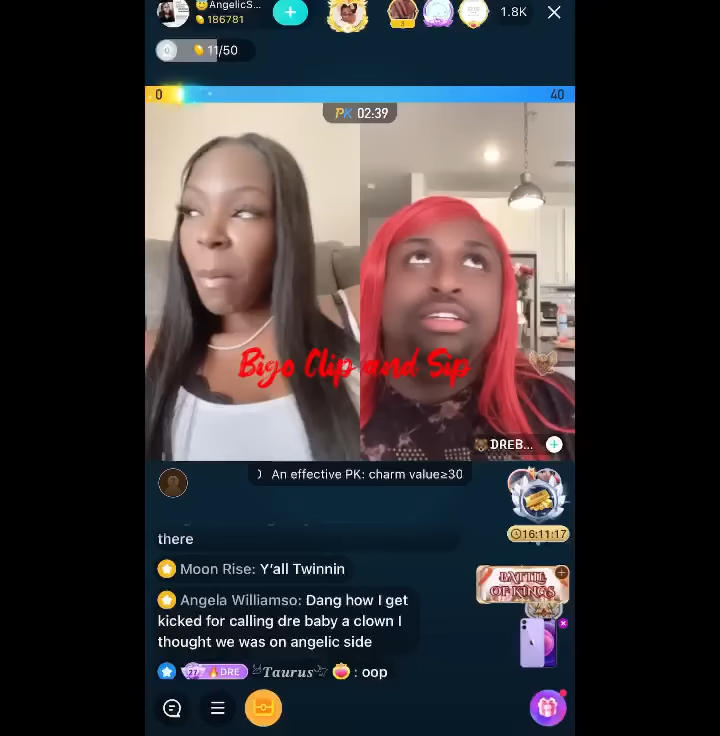 AngelicS...
186781
3
1.8K
0
11/50
0
40
PK 02:39
Bigo Clip and Sip
DREB...
An effective PK: charm value≥30
16:11:17
there
Moon Rise: Y'all Twinnin
BATTLE
OF KINGS
Angela Williamso: Dang how I get
kicked for calling dre baby a clown I
thought we was on angelic side
DRE Taurus : oop